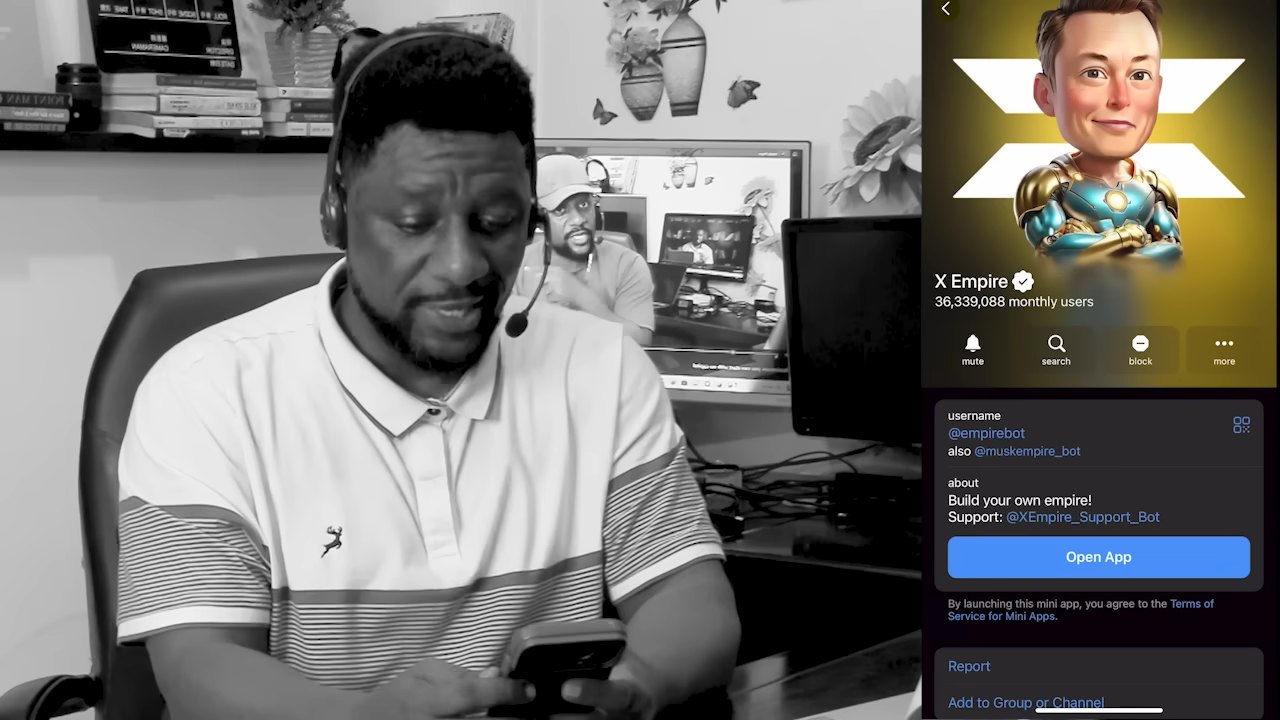 X Empire
36,339,088 monthly users
mute
search
block
more
username
@empirebot
also @muskempire_bot
about
Build your own empire!
Support: @XEmpire_Support_Bot
Open App
By launching this mini app, you agree to the Terms of
Service for Mini Apps.
Report
Add to Group or Channel